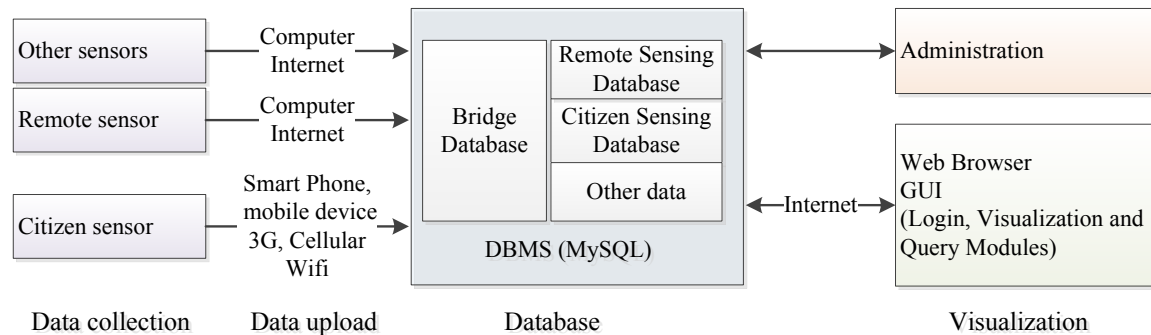 Other sensors
Computer
Internet
Remote sensor
Computer
Internet
Citizen sensor
Smart Phone,
mobile device
3G, Cellular
Wifi
Bridge
Database
Remote Sensing
Database
Citizen Sensing
Database
Other data
DBMS (MySQL)
Administration
Internet
Web Browser
GUI
(Login, Visualization and
Query Modules)
Data collection
Data upload
Database
Visualization